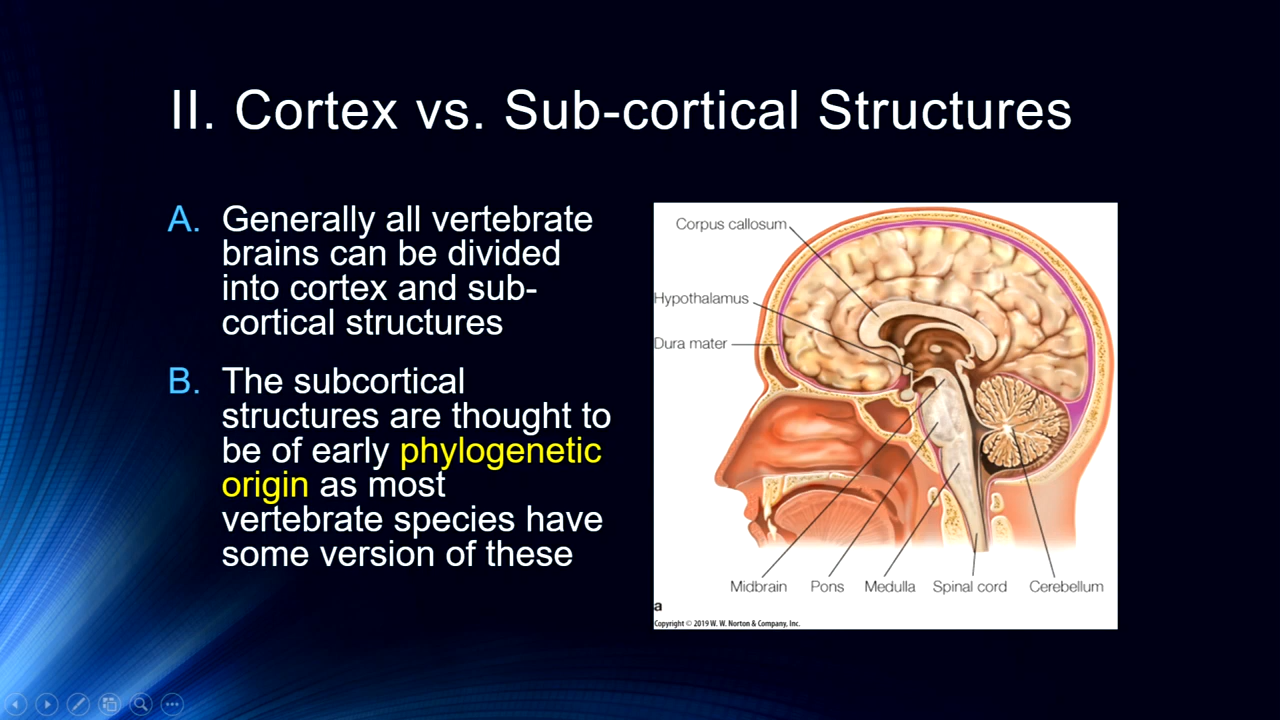 II. Cortex vs. Sub-cortical Structures
A. Generally all vertebrate
brains can be divided
into cortex and sub-
cortical structures
B. The subcortical
structures are thought to
be of early phylogenetic
origin as most
vertebrate species have
some version of these
Corpus callosum
Hypothalamus
Dura mater
Midbrain Pons Medulla Spinal cord Cerebellum
a
Copyright © 2019 W. W. Norton & Company, Inc.